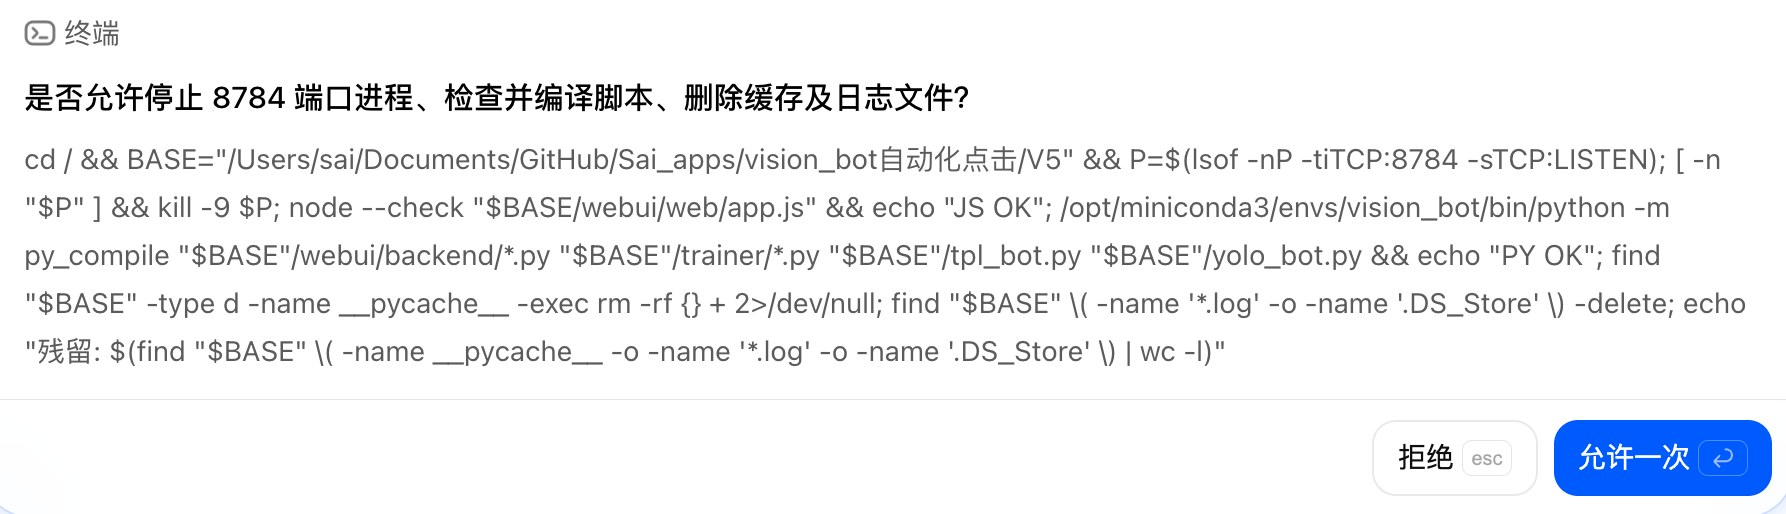 终端
是否允许停止 8784 端口进程、检查并编译脚本、删除缓存及日志文件?
cd / && BASE="/Users/sai/Documents/GitHub/Sai_apps/vision_bot自动化点击/V5" && P=$(lsof -nP -tiTCP:8784 -sTCP:LISTEN); [ -n
"$P" ] && kill -9 $P; node --check "$BASE/webui/web/app.js" && echo "JS OK"; /opt/miniconda3/envs/vision_bot/bin/python -m
py_compile "$BASE"/webui/backend/*.py "$BASE"/trainer/*.py "$BASE"/tpl_bot.py "$BASE"/yolo_bot.py && echo "PY OK"; find
"$BASE" -type d -name __pycache__ -exec rm -rf {} + 2>/dev/null; find "$BASE" \( -name '*.log' -o -name '.DS_Store' \) -delete; echo
"残留: $(find "$BASE" \( -name __pycache__ -o -name '*.log' -o -name '.DS_Store' \) | wc -l)"
拒绝 esc
允许一次